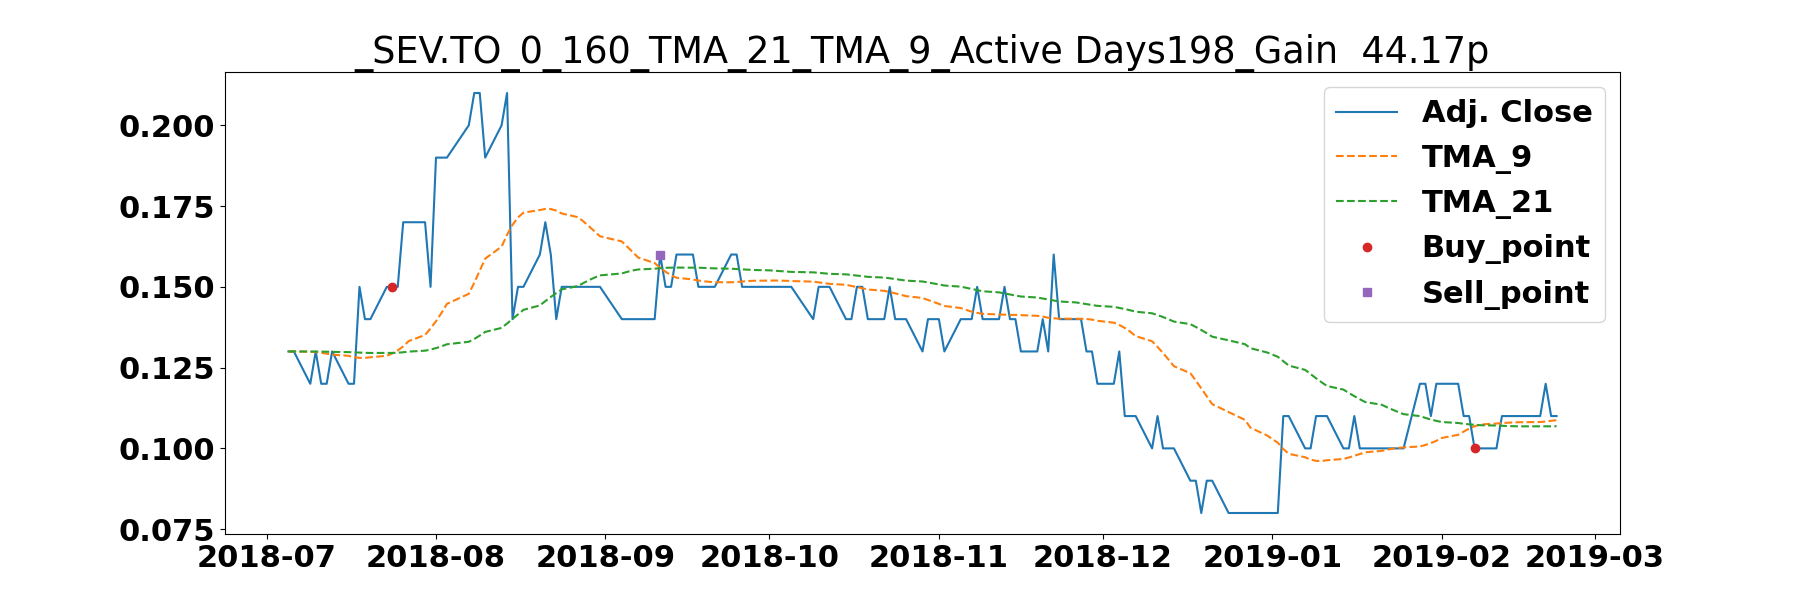 _SEV.TO_0_160_TMA_21_TMA_9_Active Days198_Gain  44.17p
Adj. Close
TMA_9
TMA_21
Buy_point
Sell_point
0.200
0.175
0.150
0.125
0.100
0.075
2018-07 2018-08 2018-09 2018-10 2018-11 2018-12 2019-01 2019-02 2019-03